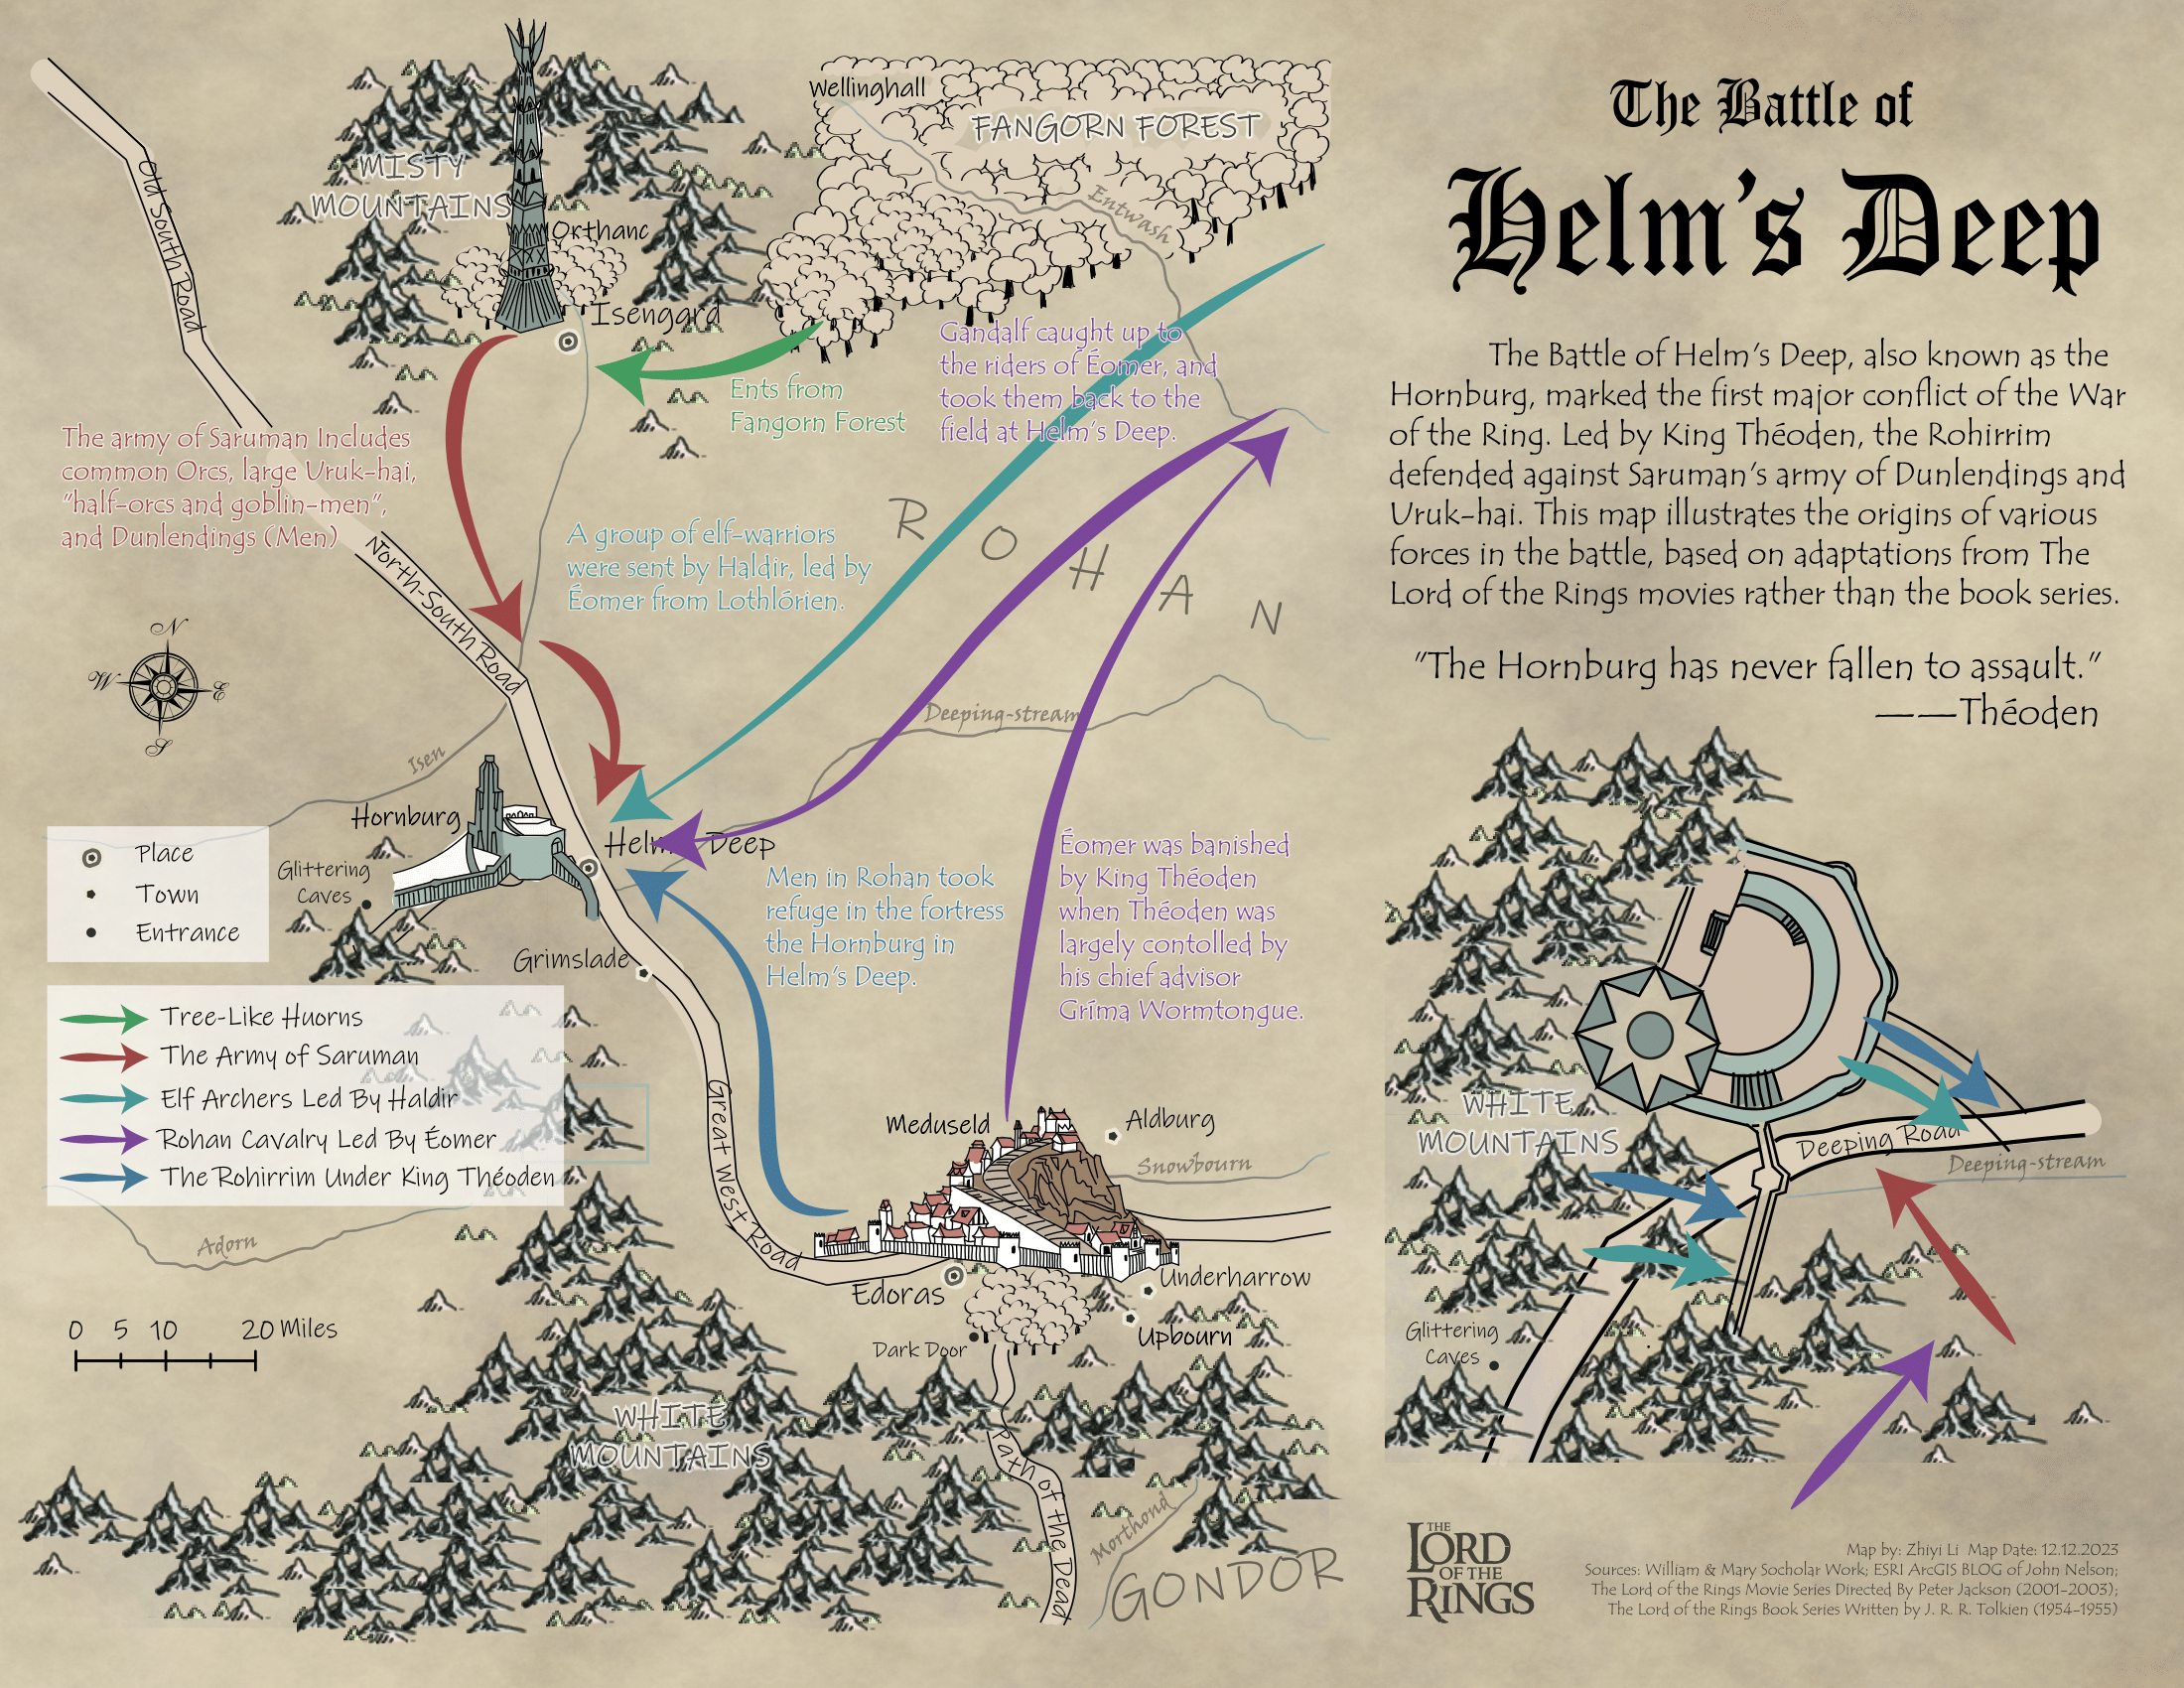 The Battle of
Helm's Deep
The Battle of Helm's Deep, also known as the
Hornburg, marked the first major conflict of the War
of the Ring. Led by King Théoden, the Rohirrim
defended against Saruman's army of Dunlendings and
Uruk-hai. This map illustrates the origins of various
forces in the battle, based on adaptations from The
Lord of the Rings movies rather than the book series.
"The Hornburg has never fallen to assault."
——Théoden
Wellinghall
FANGORN FOREST
Entwash
MISTY
MOUNTAINS
Orthanc
Isengard
Old South Road
Gandalf caught up to
the riders of Éomer, and
took them back to the
field at Helm's Deep.
Ents from
Fangorn Forest
The army of Saruman Includes
common Orcs, large Uruk-hai,
"half-orcs and goblin-men",
and Dunlendings (Men)
A group of elf-warriors
were sent by Haldir, led by
Éomer from Lothlórien.
ROHAN
North-South Road
N
W
E
S
Isen
Deeping-stream
Hornburg
Helm Deep
Glittering
Caves
Place
Town
Entrance
Men in Rohan took
refuge in the fortress
the Hornburg in
Helm's Deep.
Éomer was banished
by King Théoden
when Théoden was
largely contolled by
his chief advisor
Gríma Wormtongue.
Grimslade
Tree-Like Huorns
The Army of Saruman
Elf Archers Led By Haldir
Rohan Cavalry Led By Éomer
The Rohirrim Under King Théoden
Great West Road
Meduseld
Aldburg
Snowbourn
Adorn
Edoras
Underharrow
Upbourn
Dark Door
0 5 10 20 Miles
WHITE
MOUNTAINS
Path of the Dead
Morthond
GONDOR
WHITE
MOUNTAINS
Deeping Road
Deeping-stream
Glittering
Caves
THE
LORD
OF THE
RINGS
Map by: Zhiyi Li Map Date: 12.12.2023
Sources: William & Mary Socholar Work; ESRI ArcGIS BLOG of John Nelson;
The Lord of the Rings Movie Series Directed By Peter Jackson (2001-2003);
The Lord of the Rings Book Series Written by J. R. R. Tolkien (1954-1955)